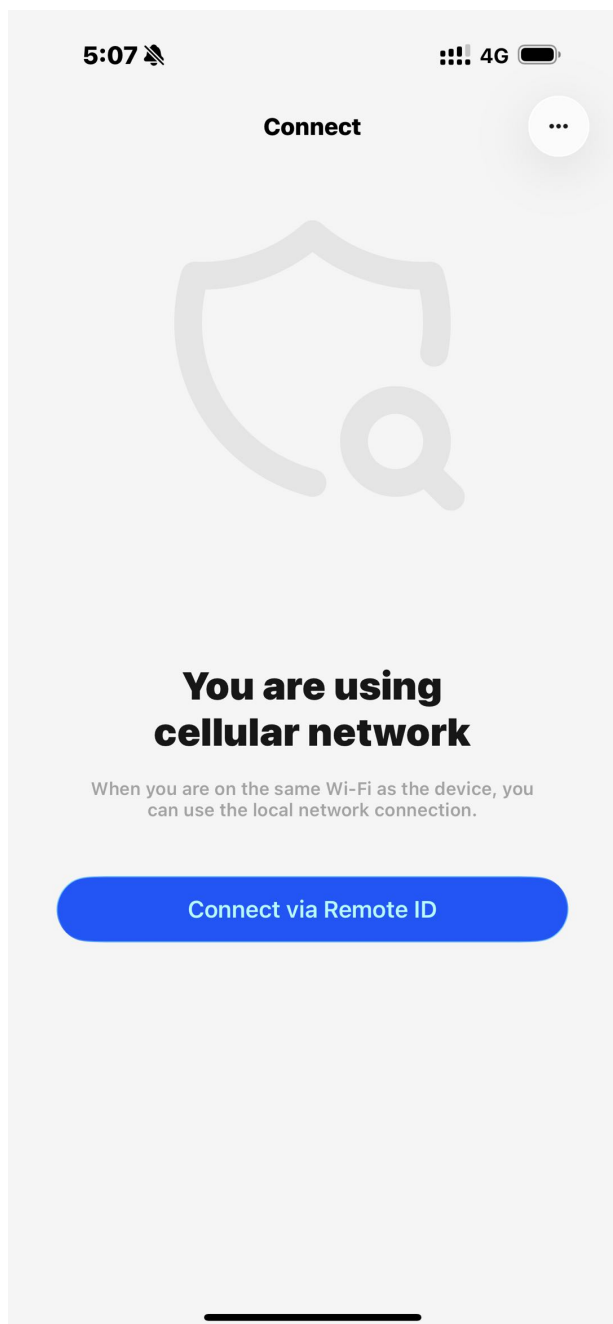 5:07
4G
Connect
You are using
cellular network
When you are on the same Wi-Fi as the device, you
can use the local network connection.
Connect via Remote ID